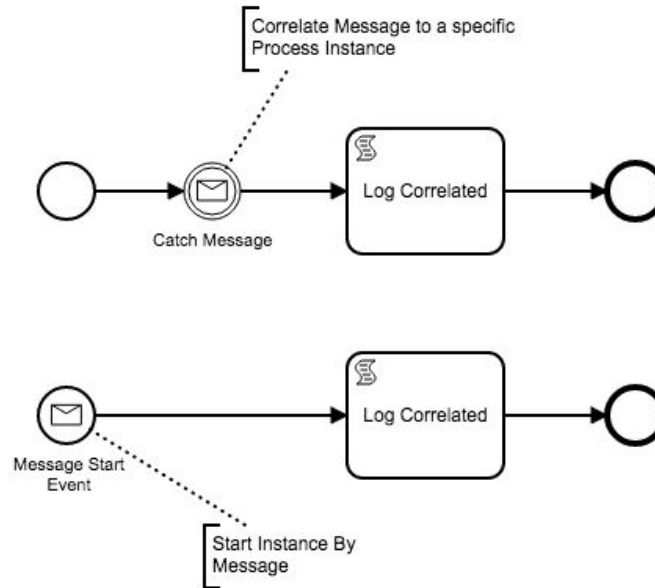 Correlate Message to a specific
Process Instance
Log Correlated
Catch Message
Log Correlated
Message Start
Event
Start Instance By
Message